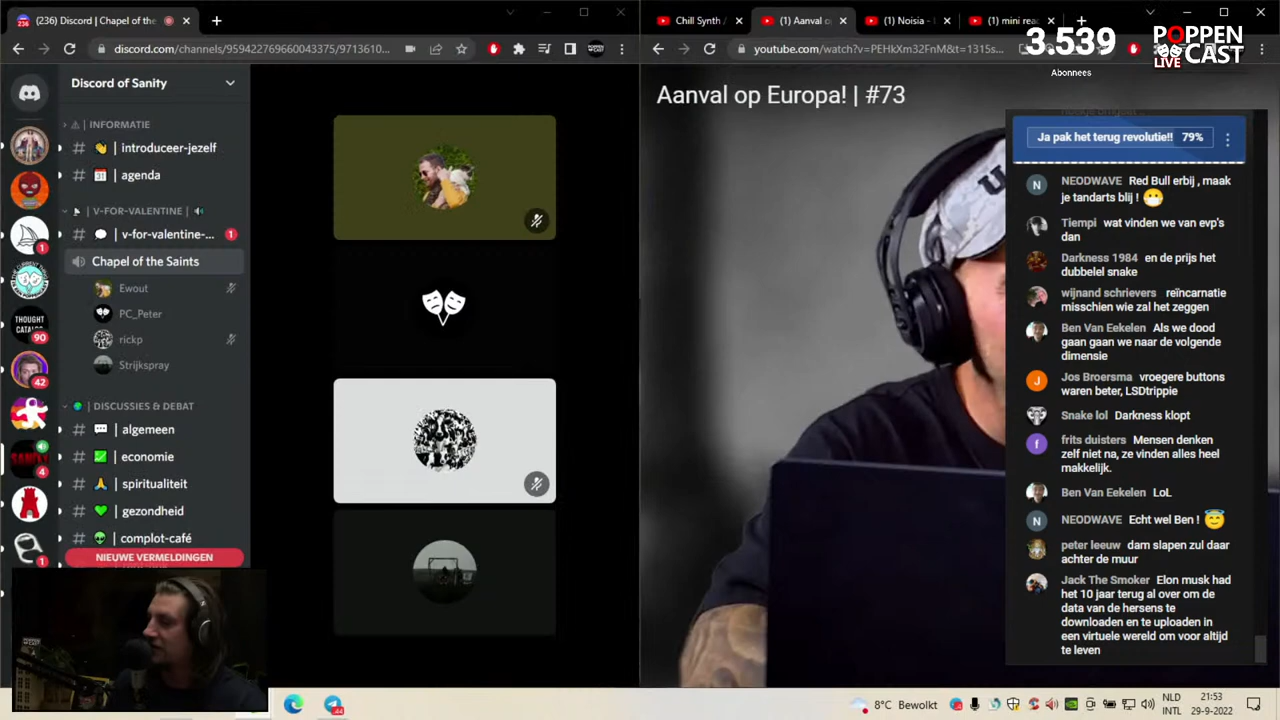 (236) Discord | Chapel of the
discord.com/channels/959422769660043375/9713610...
Discord of Sanity
INFORMATIE
# | introduceer-jezelf
# | agenda
V-FOR-VALENTINE |
# | v-for-valentine-... 1
Chapel of the Saints
Ewout
PC_Peter
rickp
Strijkspray
DISCUSSIES & DEBAT
# | algemeen
# | economie
# | spiritualiteit
# | gezondheid
# | complot-café
NIEUWE VERMELDINGEN
236
1
THOUGHT
CATALOG
90
42
4
1
Chill Synth /
(1) Aanval op
(1) Noisia -
(1) mini rea
youtube.com/watch?v=PEHkXm32FnM&t=1315s...
3.539
Abonnees
POPPEN
LIVE CAST
Aanval op Europa! | #73
Ja pak het terug revolutie!! 79%
NEODWAVE Red Bull erbij , maak
je tandarts blij !
Tiempi wat vinden we van evp's
dan
Darkness 1984 en de prijs het
dubbelel snake
wijnand schrievers reïncarnatie
misschien wie zal het zeggen
Ben Van Eekelen Als we dood
gaan gaan we naar de volgende
dimensie
Jos Broersma vroegere buttons
waren beter, LSDtrippie
Snake lol Darkness klopt
frits duisters Mensen denken
zelf niet na, ze vinden alles heel
makkelijk.
Ben Van Eekelen LoL
NEODWAVE Echt wel Ben !
peter leeuw dam slapen zul daar
achter de muur
Jack The Smoker Elon musk had
het 10 jaar terug al over om de
data van de hersens te
downloaden en te uploaden in
een virtuele wereld om voor altijd
te leven
8°C Bewolkt
NLD
INTL
21:53
29-9-2022